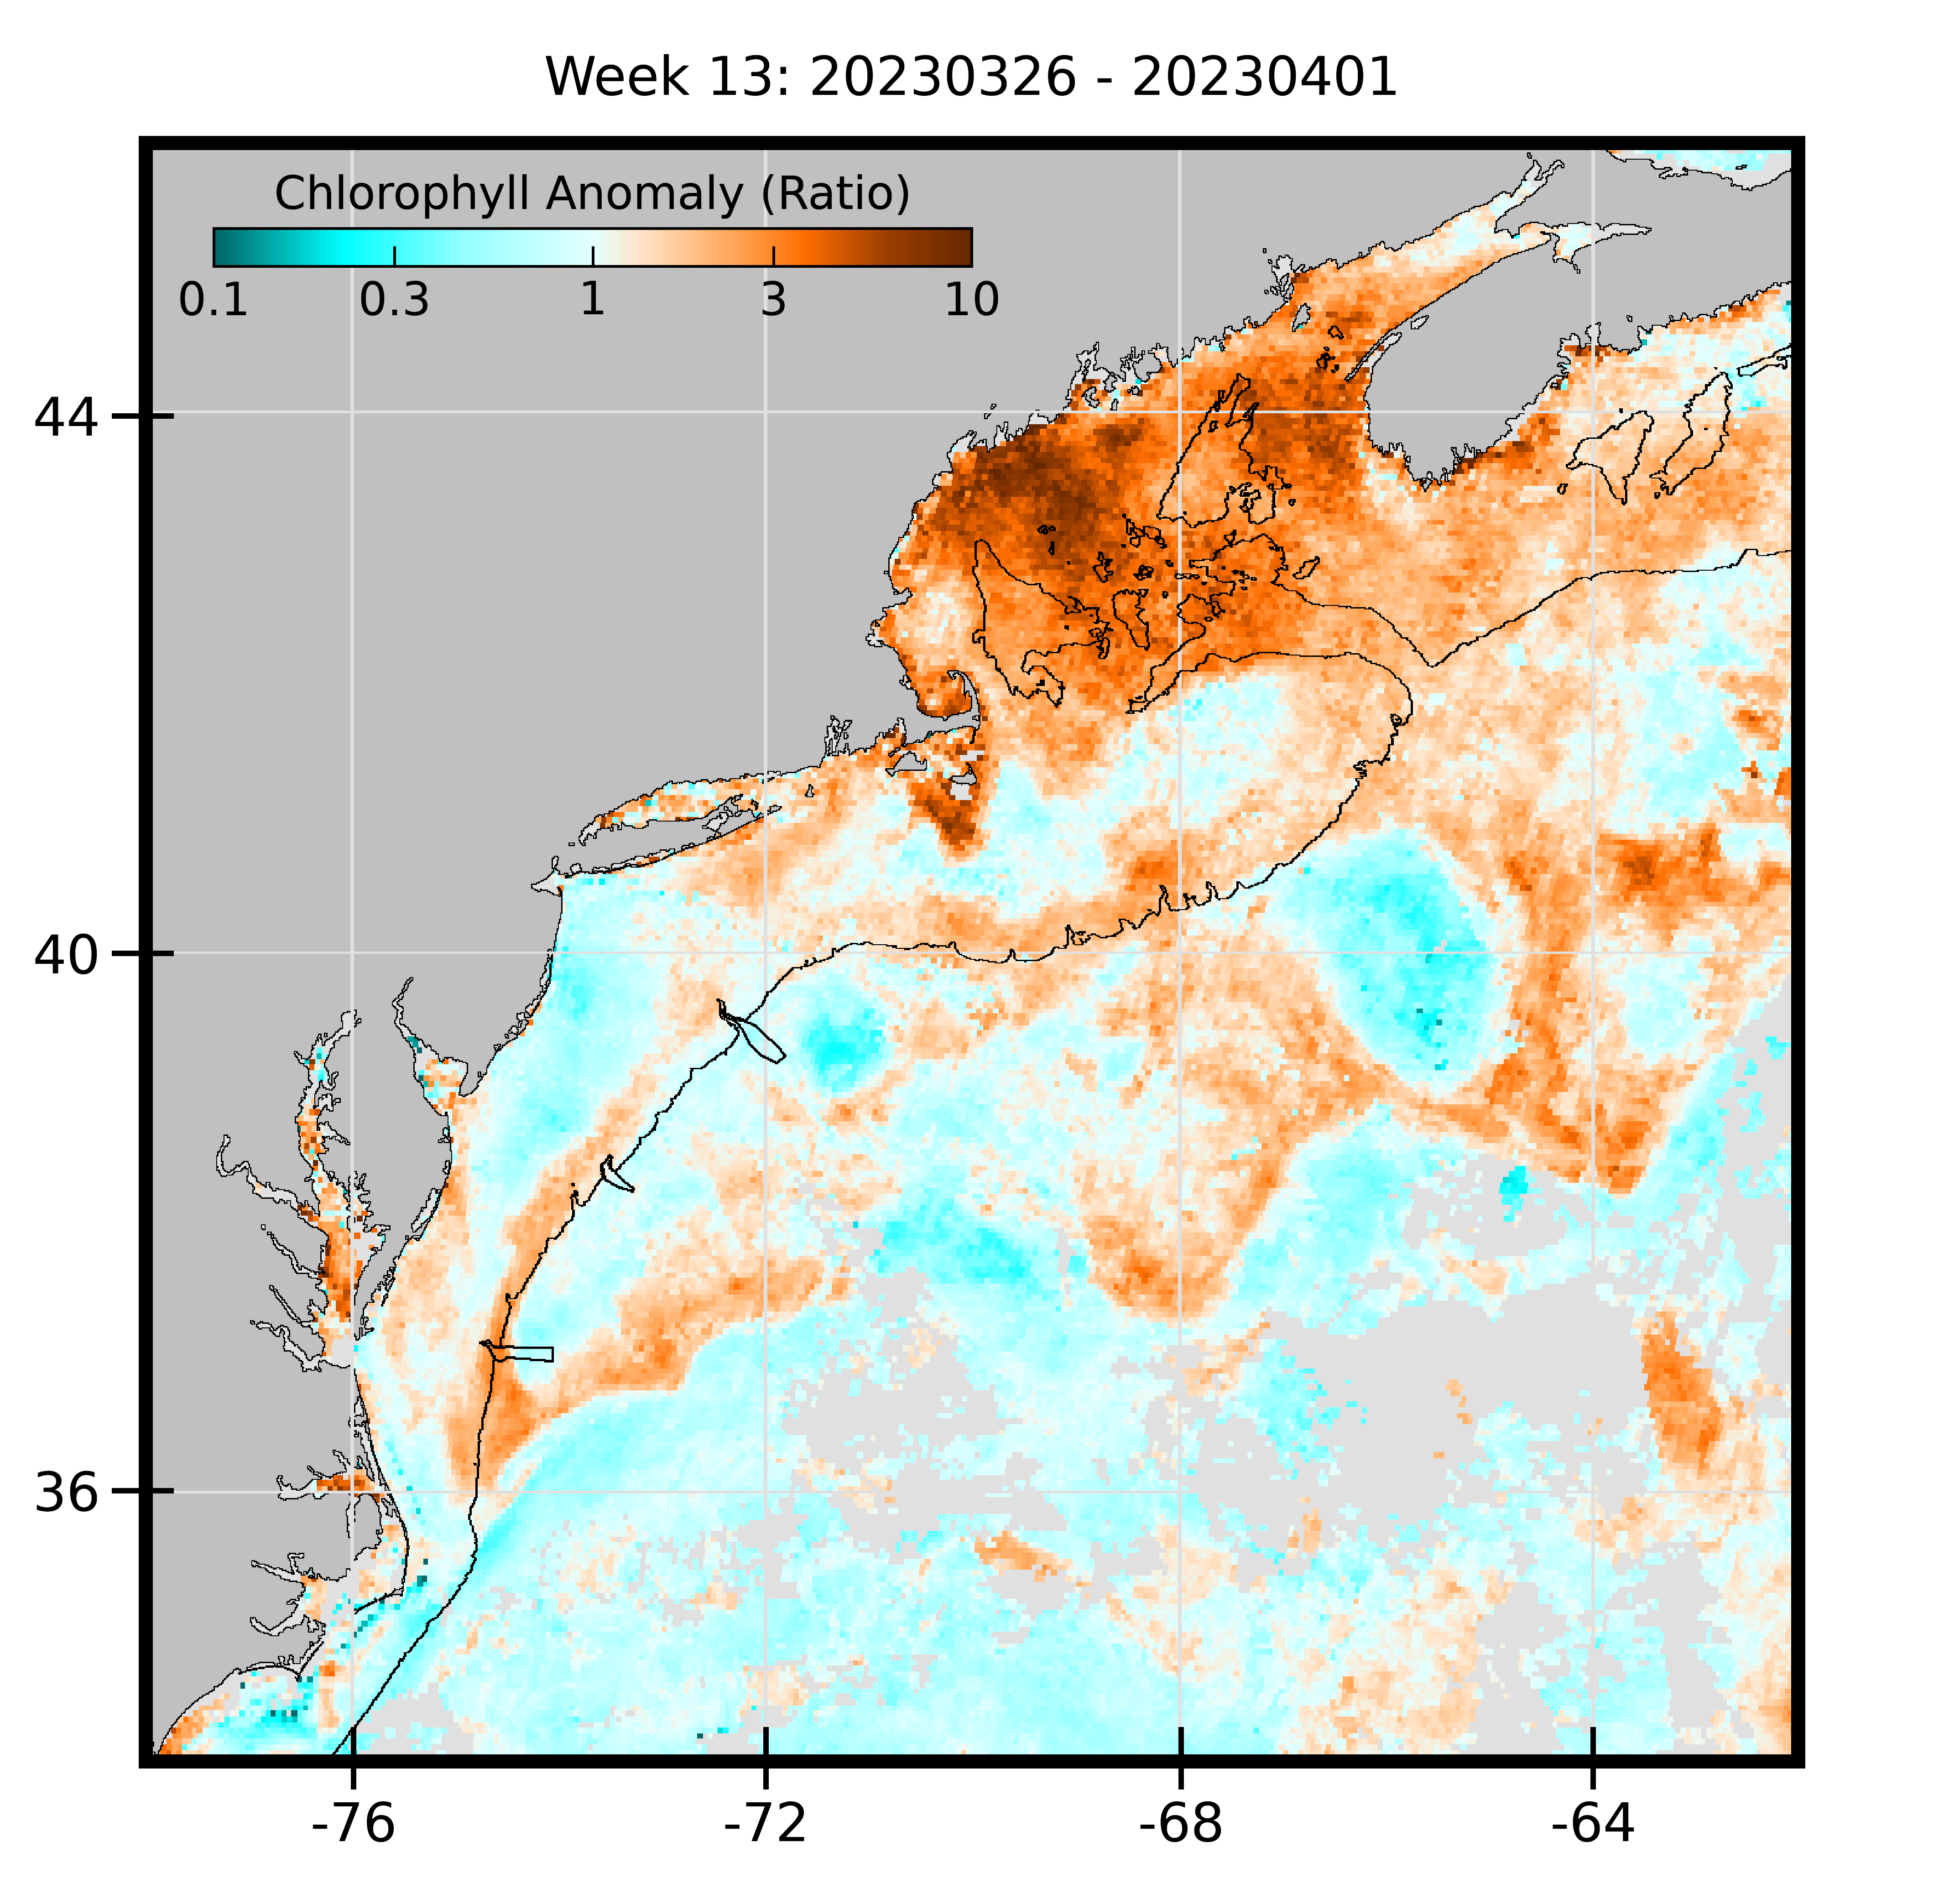 Week 13: 20230326 - 20230401
Chlorophyll Anomaly (Ratio)
0.1 0.3 1 3 10
44
40
36
-76 -72 -68 -64